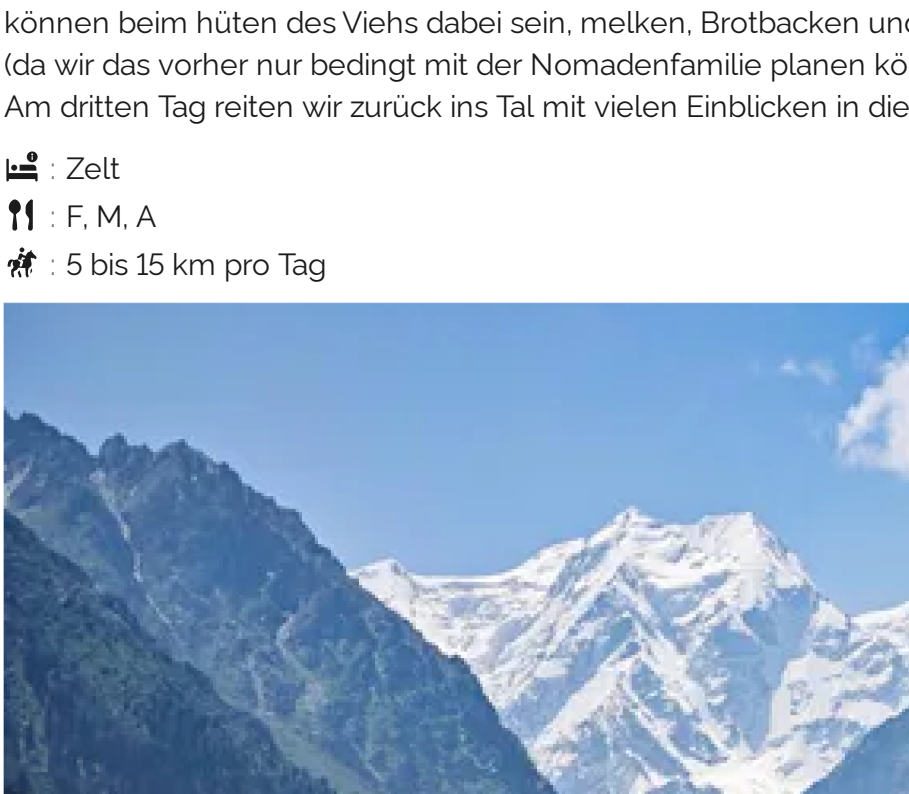 können beim hüten des Viehs dabei sein, melken, Brotbacken und
(da wir das vorher nur bedingt mit der Nomadenfamilie planen kö
Am dritten Tag reiten wir zurück ins Tal mit vielen Einblicken in die
: Zelt
: F, M, A
: 5 bis 15 km pro Tag